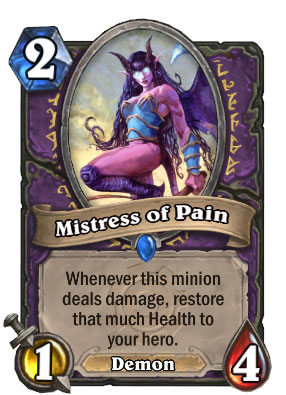 2
Mistress of Pain
Whenever this minion
deals damage, restore
that much Health to
your hero.
1
Demon
4